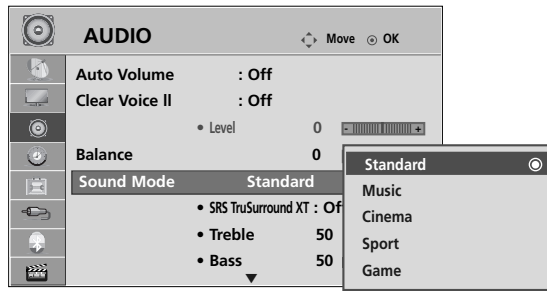 AUDIO Move OK
Auto Volume : Off
Clear Voice II : Off
• Level 0 - +
Balance 0
Sound Mode Standard
• SRS TruSurround XT : Of
• Treble 50
• Bass 50
Standard
Music
Cinema
Sport
Game